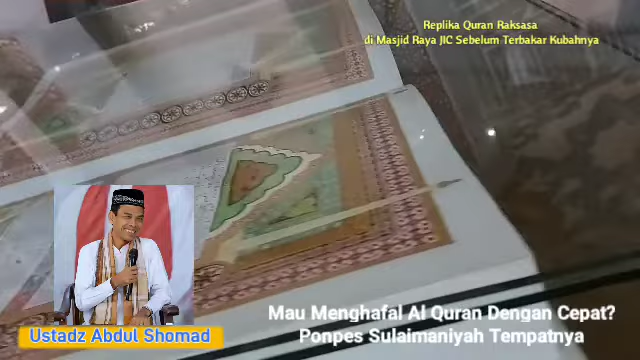 Replika Quran Raksasa
di Masjid Raya JIC Sebelum Terbakar Kubahnya
Mau Menghafal Al Quran Dengan Cepat?
Ponpes Sulaimaniyah Tempatnya
Ustadz Abdul Shomad